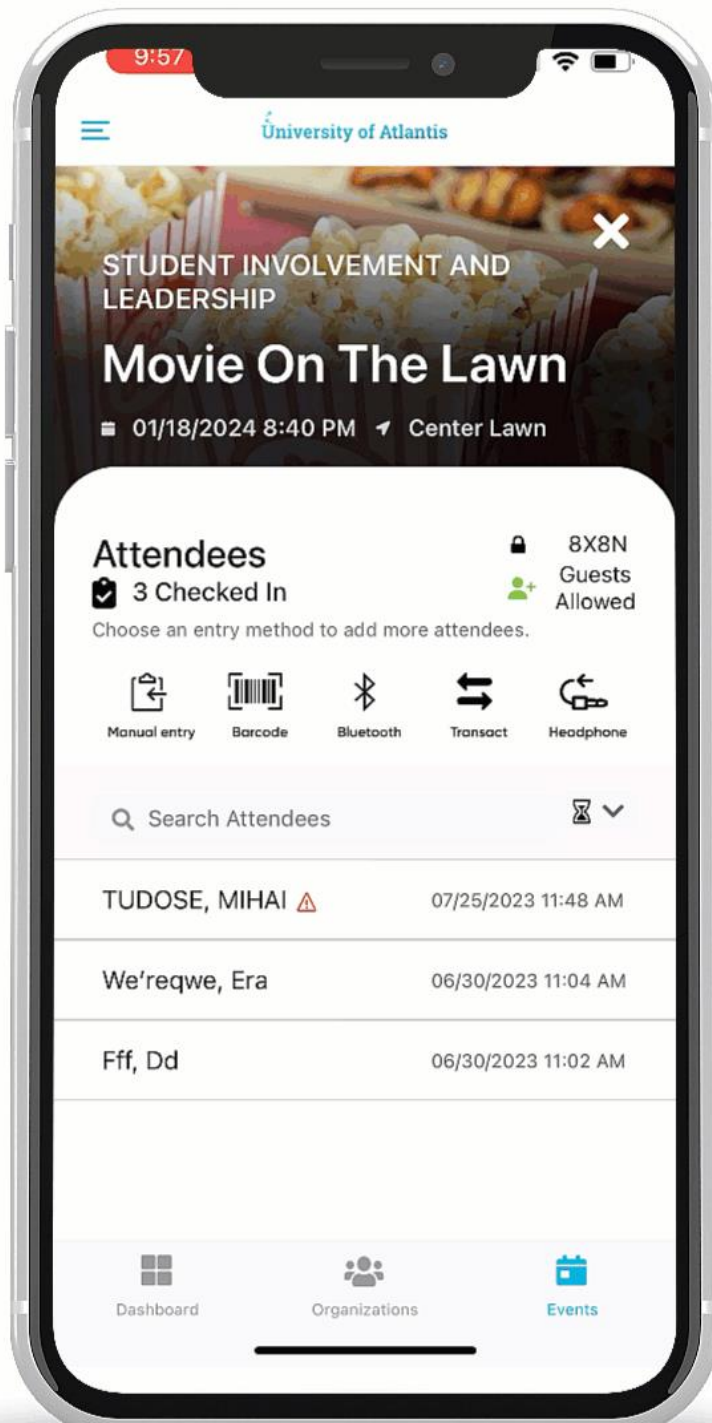 9:57
University of Atlantis
STUDENT INVOLVEMENT AND
LEADERSHIP
Movie On The Lawn
01/18/2024 8:40 PM Center Lawn
Attendees
3 Checked In
8X8N
Guests
Allowed
Choose an entry method to add more attendees.
Manual entry Barcode Bluetooth Transact Headphone
Search Attendees
TUDOSE, MIHAI 07/25/2023 11:48 AM
We'reqwe, Era 06/30/2023 11:04 AM
Fff, Dd 06/30/2023 11:02 AM
Dashboard Organizations Events